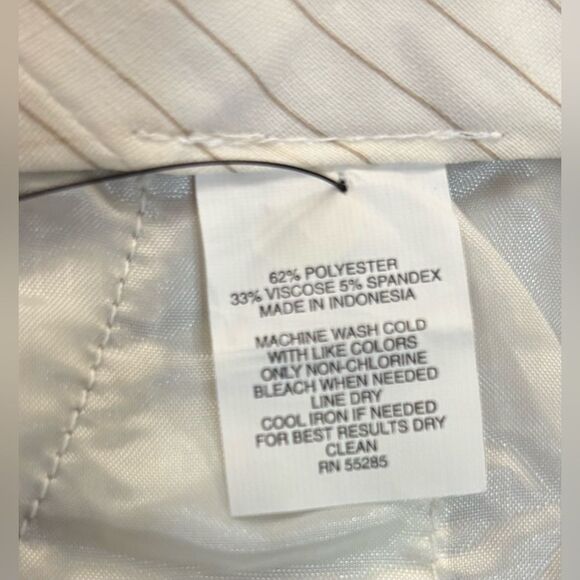 62% POLYESTER
33% VISCOSE 5% SPANDEX
MADE IN INDONESIA
MACHINE WASH COLD
WITH LIKE COLORS
ONLY NON-CHLORINE
BLEACH WHEN NEEDED
LINE DRY
COOL IRON IF NEEDED
FOR BEST RESULTS DRY
CLEAN
RN 55285